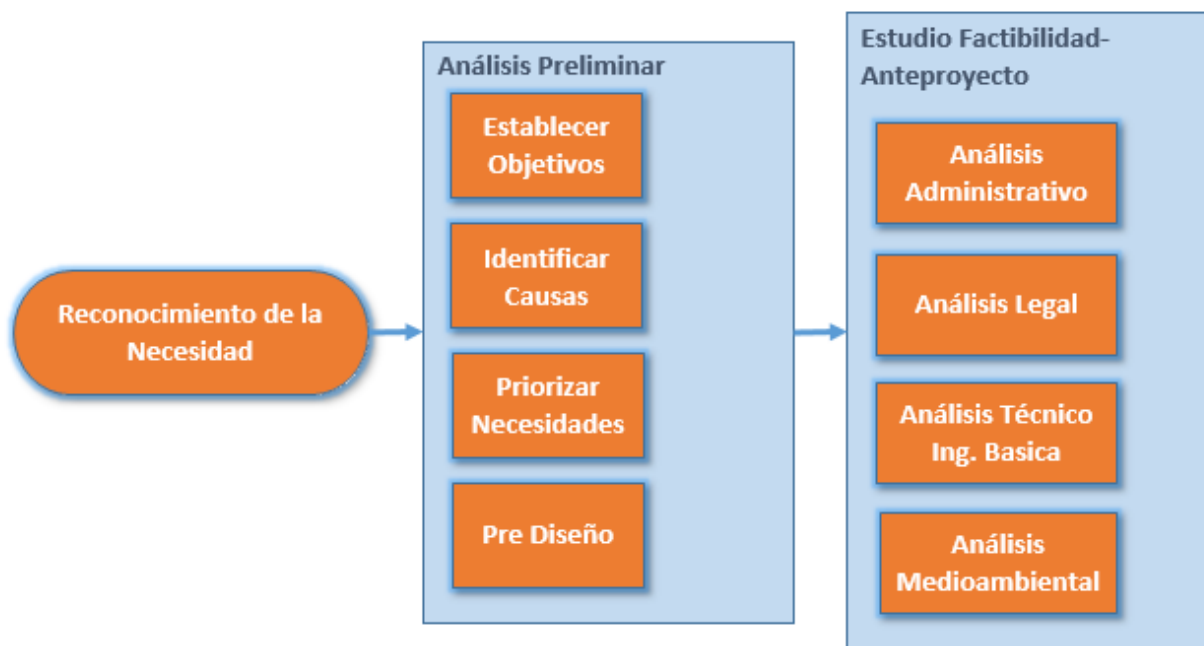 Reconocimiento de la
Necesidad
Análisis Preliminar
Establecer
Objetivos
Identificar
Causas
Priorizar
Necesidades
Pre Diseño
Estudio Factibilidad-
Anteproyecto
Análisis
Administrativo
Análisis Legal
Análisis Técnico
Ing. Basica
Análisis
Medioambiental